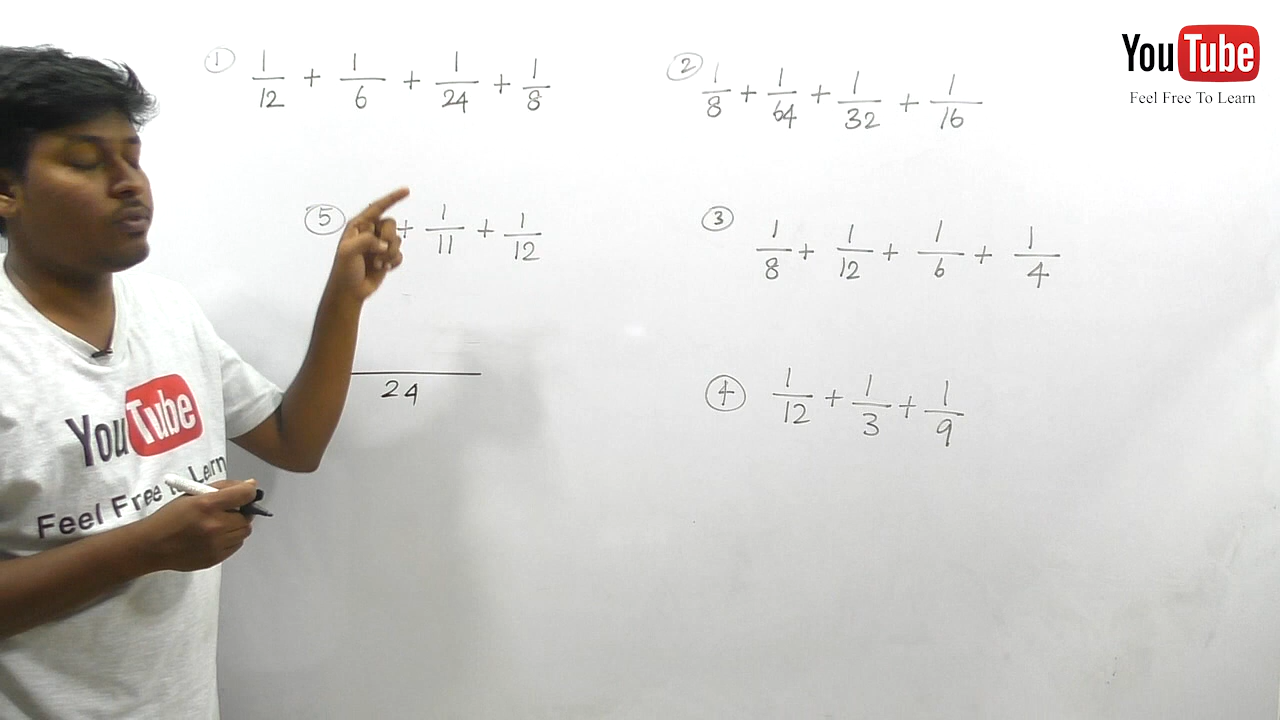 ① 1/12 + 1/6 + 1/24 + 1/8
② 1/8 + 1/64 + 1/32 + 1/16
YouTube
Feel Free To Learn
⑤ + 1/11 + 1/12
24
③ 1/8 + 1/12 + 1/6 + 1/4
④ 1/12 + 1/3 + 1/9
YouTube
Feel Free To Learn